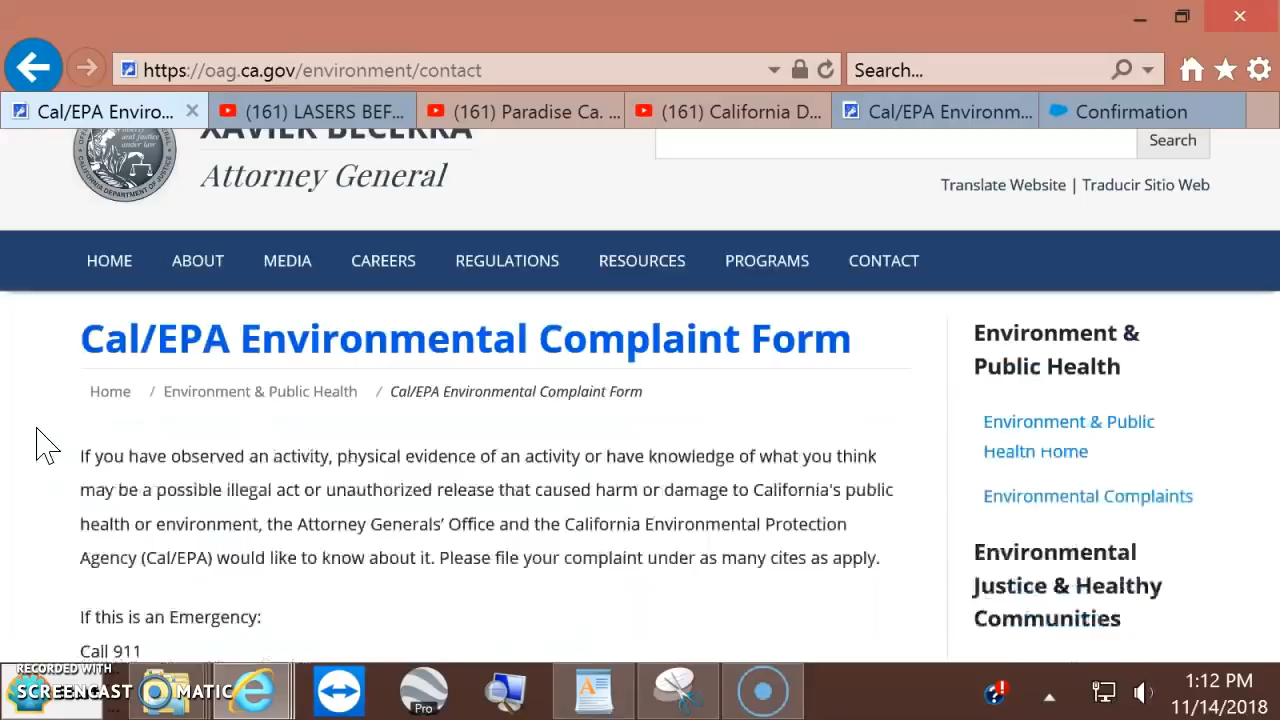 https://oag.ca.gov/environment/contact
Search...
Cal/EPA Enviro...
(161) LASERS BEF...
(161) Paradise Ca. ...
(161) California D...
Cal/EPA Environm...
Confirmation
XAVIER BECERRA
Attorney General
Search
Translate Website | Traducir Sitio Web
HOME ABOUT MEDIA CAREERS REGULATIONS RESOURCES PROGRAMS CONTACT
Cal/EPA Environmental Complaint Form
Home / Environment & Public Health / Cal/EPA Environmental Complaint Form
If you have observed an activity, physical evidence of an activity or have knowledge of what you think
may be a possible illegal act or unauthorized release that caused harm or damage to California's public
health or environment, the Attorney Generals' Office and the California Environmental Protection
Agency (Cal/EPA) would like to know about it. Please file your complaint under as many cites as apply.
If this is an Emergency:
Call 911
Environment &
Public Health
Environment & Public
Health Home
Environmental Complaints
Environmental
Justice & Healthy
Communities
RECORDED WITH
SCREENCAST MATIC
Pro
1:12 PM
11/14/2018